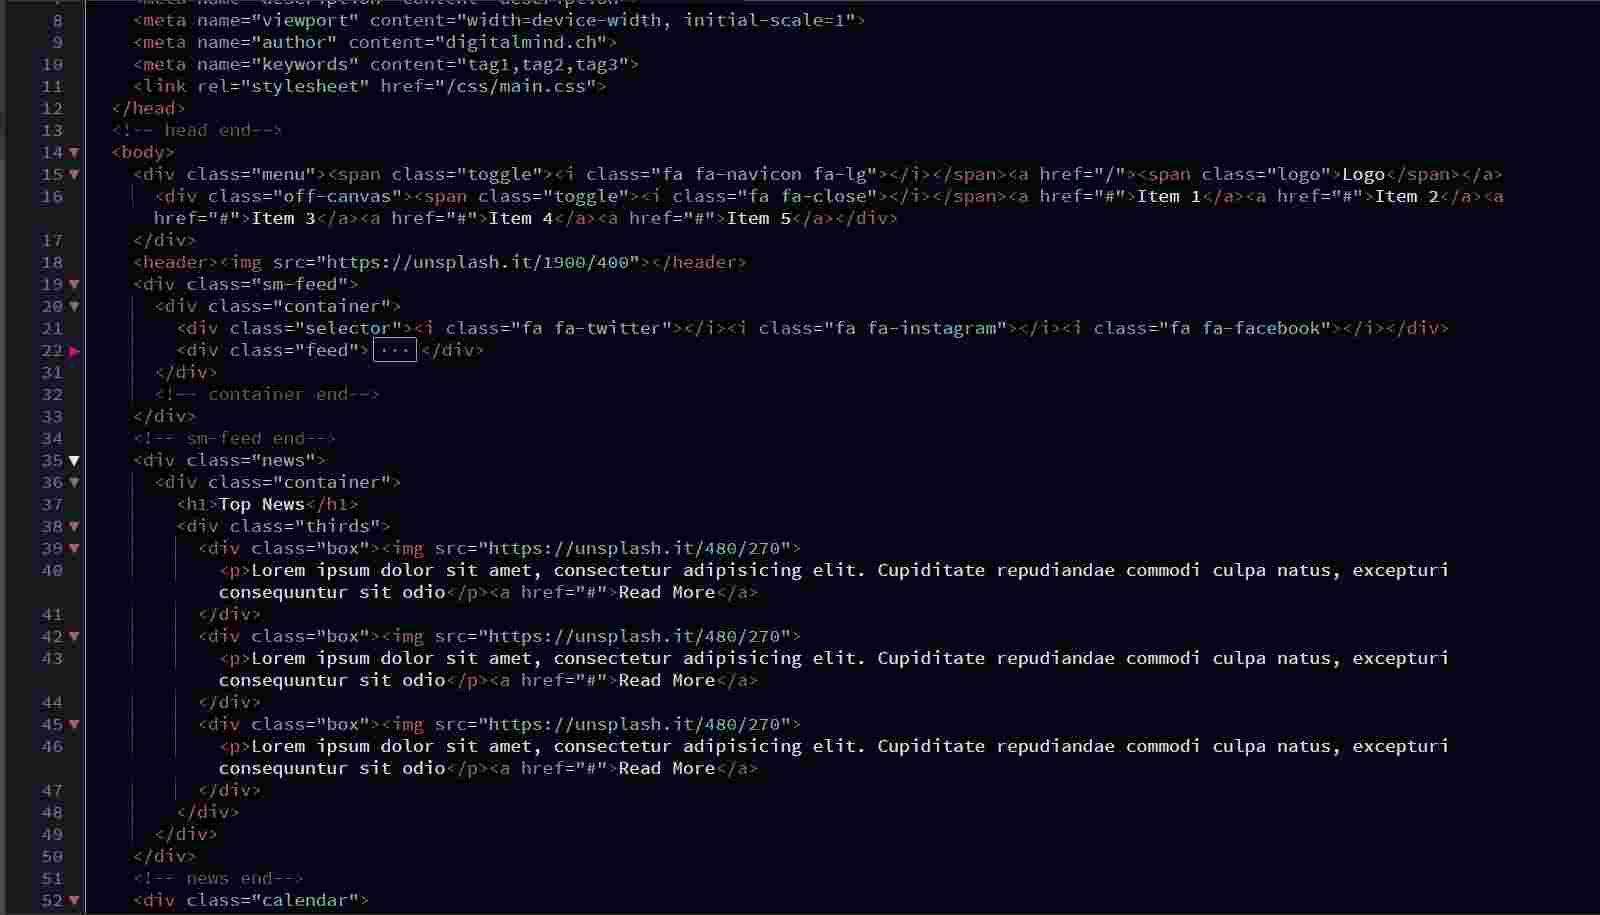 7 <meta name="description" content="description">
8 <meta name="viewport" content="width=device-width, initial-scale=1">
9 <meta name="author" content="digitalmind.ch">
10 <meta name="keywords" content="tag1,tag2,tag3">
11 <link rel="stylesheet" href="/css/main.css">
12 </head>
13 <!-- head end-->
14 <body>
15 <div class="menu"><span class="toggle"><i class="fa fa-navicon fa-lg"></i></span><a href="/"><span class="logo">Logo</span></a>
16 <div class="off-canvas"><span class="toggle"><i class="fa fa-close"></i></span><a href="#">Item 1</a><a href="#">Item 2</a><a
href="#">Item 3</a><a href="#">Item 4</a><a href="#">Item 5</a></div>
17 </div>
18 <header><img src="https://unsplash.it/1900/400"></header>
19 <div class="sm-feed">
20 <div class="container">
21 <div class="selector"><i class="fa fa-twitter"></i><i class="fa fa-instagram"></i><i class="fa fa-facebook"></i></div>
22 <div class="feed"> ... </div>
31 </div>
32 <!-- container end-->
33 </div>
34 <!-- sm-feed end-->
35 <div class="news">
36 <div class="container">
37 <h1>Top News</h1>
38 <div class="thirds">
39 <div class="box"><img src="https://unsplash.it/480/270">
40 <p>Lorem ipsum dolor sit amet, consectetur adipisicing elit. Cupiditate repudiandae commodi culpa natus, excepturi
consequuntur sit odio</p><a href="#">Read More</a>
41 </div>
42 <div class="box"><img src="https://unsplash.it/480/270">
43 <p>Lorem ipsum dolor sit amet, consectetur adipisicing elit. Cupiditate repudiandae commodi culpa natus, excepturi
consequuntur sit odio</p><a href="#">Read More</a>
44 </div>
45 <div class="box"><img src="https://unsplash.it/480/270">
46 <p>Lorem ipsum dolor sit amet, consectetur adipisicing elit. Cupiditate repudiandae commodi culpa natus, excepturi
consequuntur sit odio</p><a href="#">Read More</a>
47 </div>
48 </div>
49 </div>
50 </div>
51 <!-- news end-->
52 <div class="calendar">